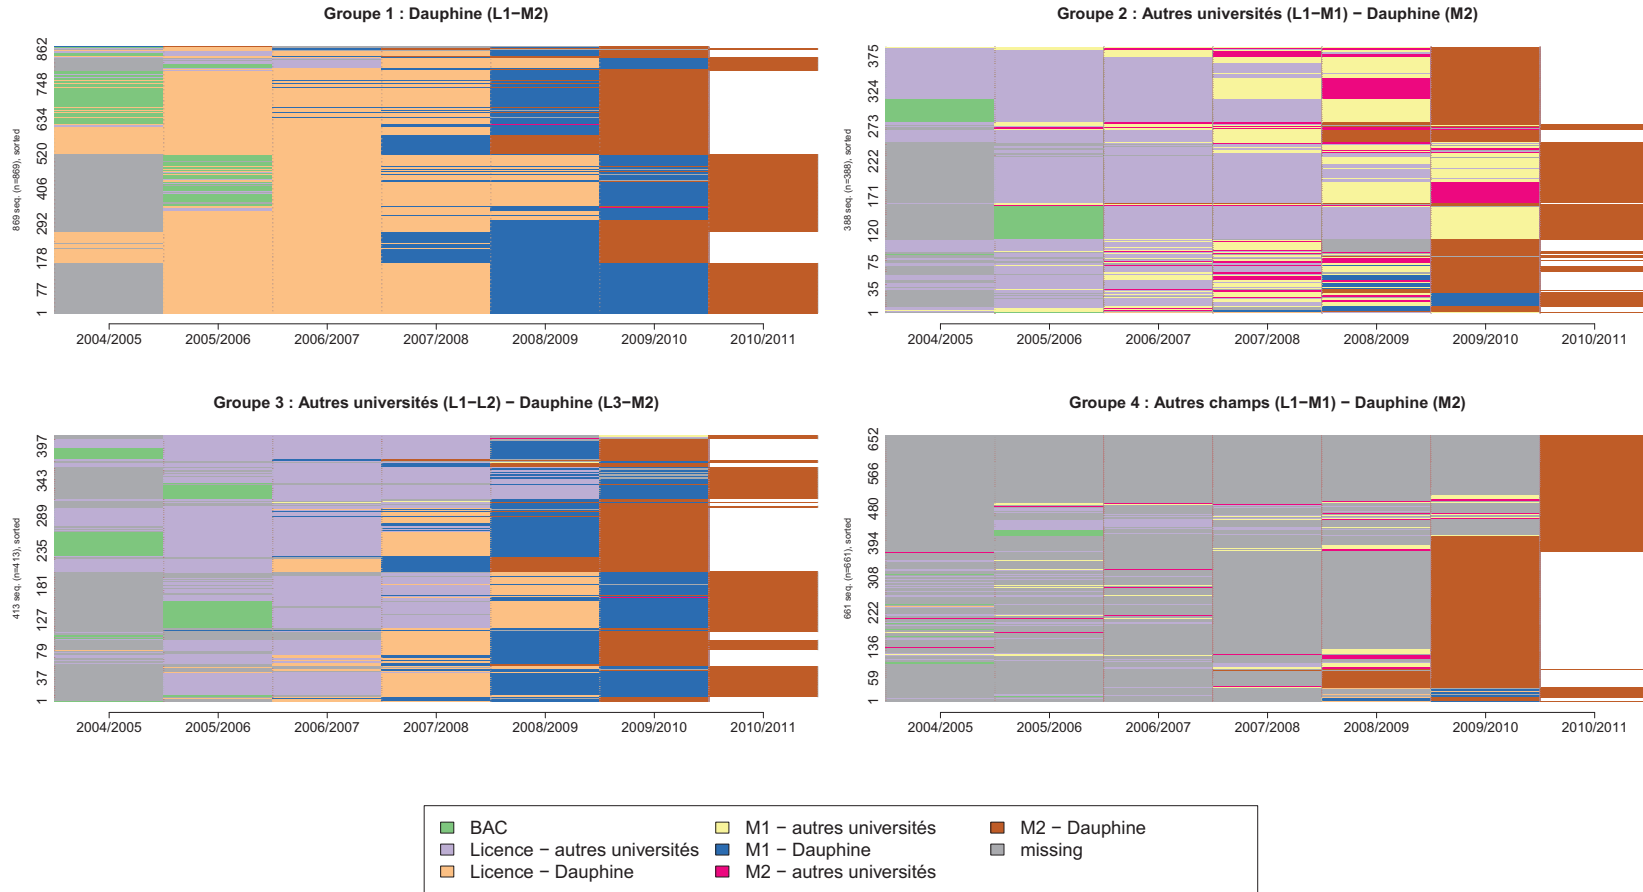 Groupe 1 : Dauphine (L1−M2)
869 seq. (n=869), sorted
862
748
634
520
406
292
178
77
1
2004/2005 2005/2006 2006/2007 2007/2008 2008/2009 2009/2010 2010/2011
Groupe 2 : Autres universités (L1−M1) − Dauphine (M2)
388 seq. (n=388), sorted
375
324
273
222
171
120
75
35
1
2004/2005 2005/2006 2006/2007 2007/2008 2008/2009 2009/2010 2010/2011
Groupe 3 : Autres universités (L1−L2) − Dauphine (L3−M2)
413 seq. (n=413), sorted
397
343
289
235
181
127
79
37
1
2004/2005 2005/2006 2006/2007 2007/2008 2008/2009 2009/2010 2010/2011
Groupe 4 : Autres champs (L1−M1) − Dauphine (M2)
661 seq. (n=661), sorted
652
566
480
394
308
222
136
59
1
2004/2005 2005/2006 2006/2007 2007/2008 2008/2009 2009/2010 2010/2011
BAC
Licence − autres universités
Licence − Dauphine
M1 − autres universités
M1 − Dauphine
M2 − autres universités
M2 − Dauphine
missing